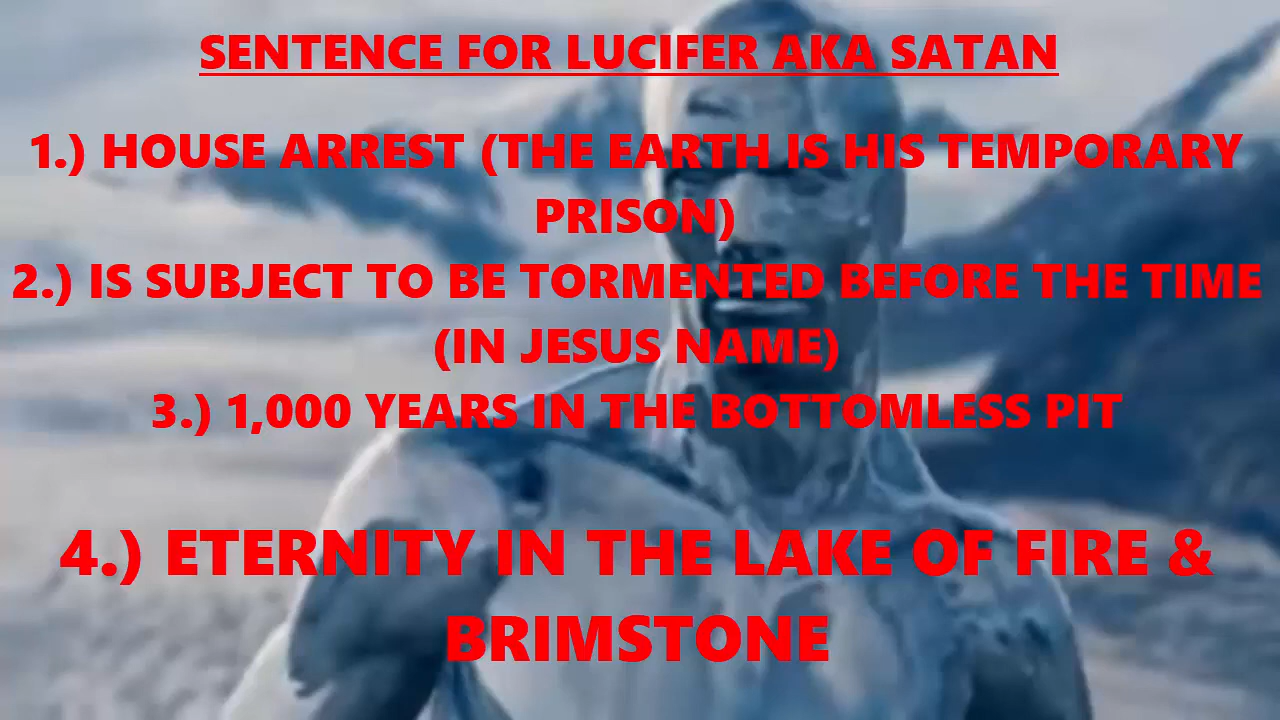 SENTENCE FOR LUCIFER AKA SATAN
1.) HOUSE ARREST (THE EARTH IS HIS TEMPORARY
PRISON)
2.) IS SUBJECT TO BE TORMENTED BEFORE THE TIME
(IN JESUS NAME)
3.) 1,000 YEARS IN THE BOTTOMLESS PIT
4.) ETERNITY IN THE LAKE OF FIRE &
BRIMSTONE